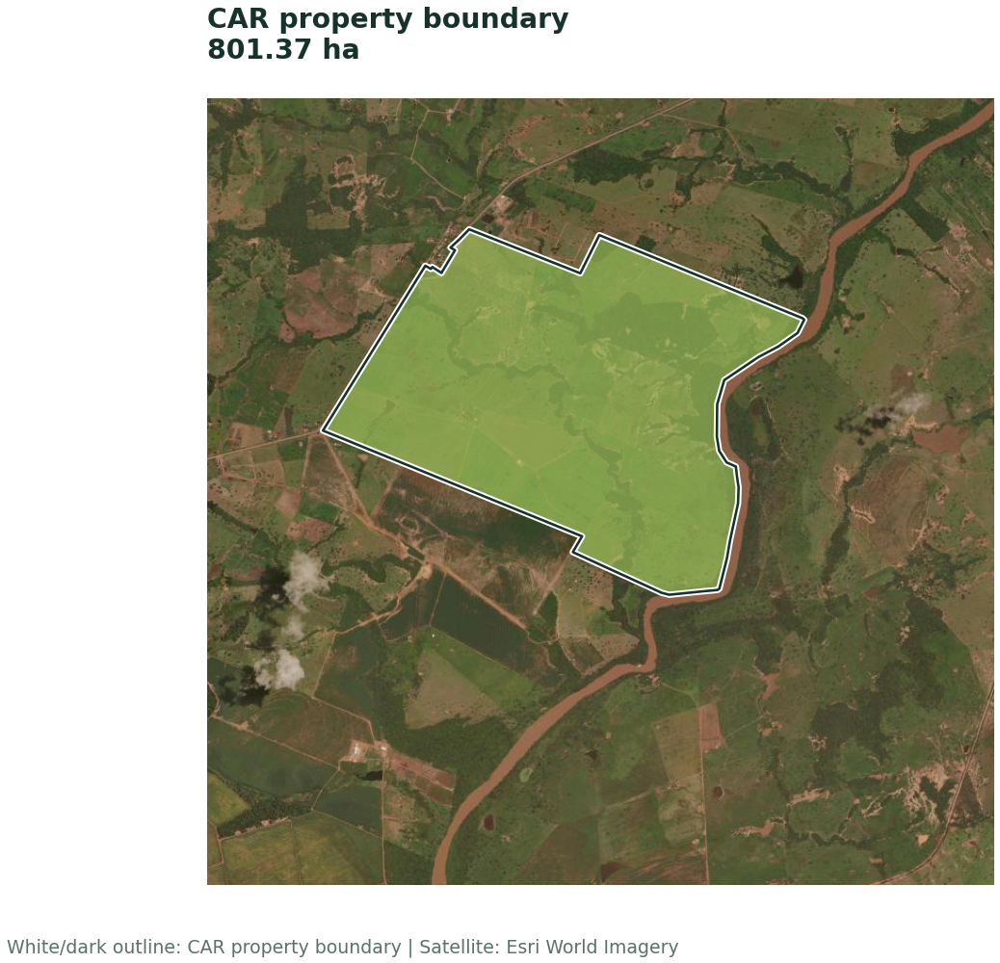 CAR property boundary
801.37 ha
White/dark outline: CAR property boundary | Satellite: Esri World Imagery